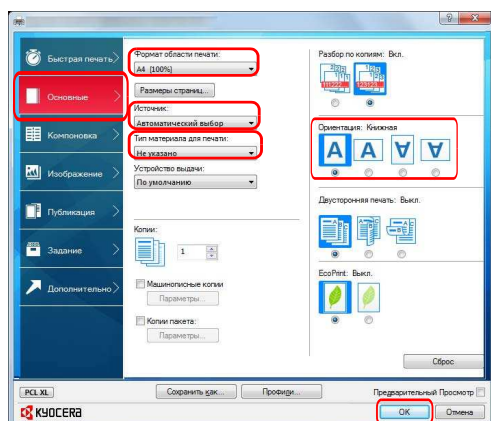 Быстрая печать
Основные
Компоновка
Изображение
Публикация
Задание
Дополнительно
Формат области печати:
A4 [100%]
Размеры страниц...
Источник:
Автоматический выбор
Тип материала для печати:
Не указано
Устройство выдачи:
По умолчанию
Копии:
1
Машинописные копии
Параметры...
Копии пакета:
Параметры...
Разбор по копиям: Вкл.
Ориентация: Книжная
A A A A
Двусторонняя печать: Выкл.
EcoPrint: Выкл.
Сброс
PCL XL
Сохранить как...
Профили...
Предварительный Просмотр
KYOCERA
OK
Отмена